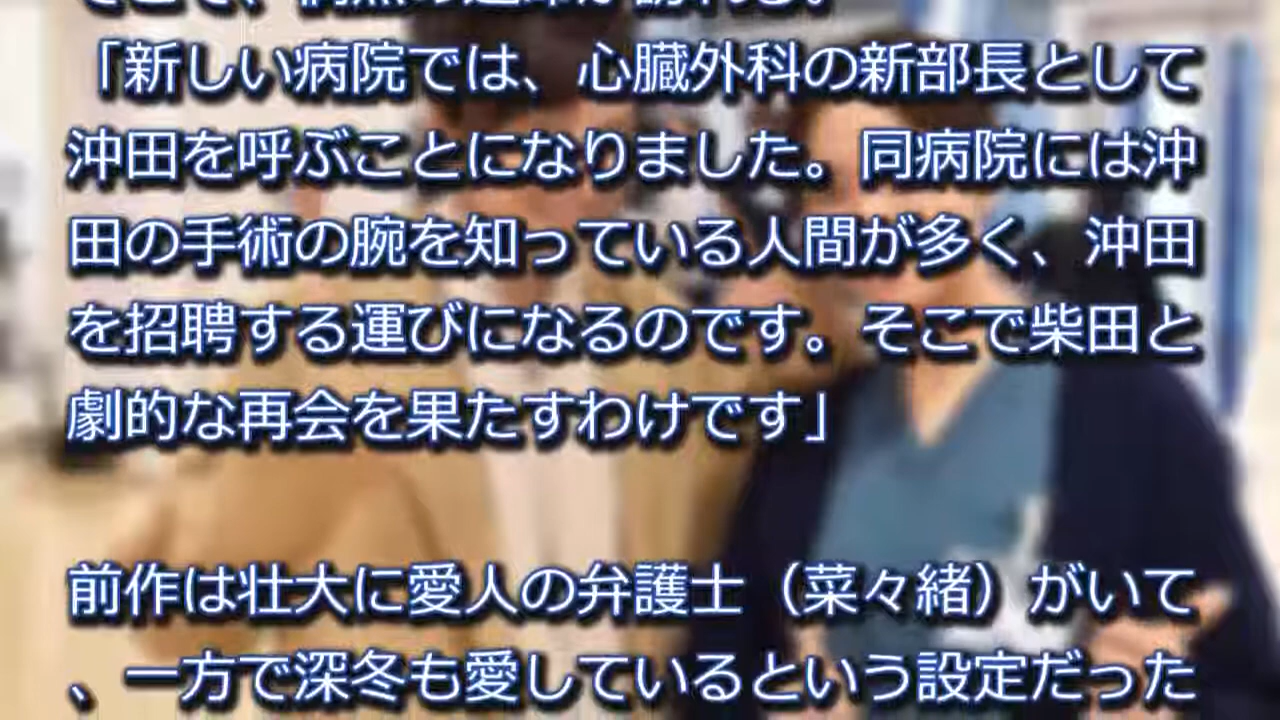 「新しい病院では、心臓外科の新部長として
沖田を呼ぶことになりました。同病院には沖
田の手術の腕を知っている人間が多く、沖田
を招聘する運びになるのです。そこで柴田と
劇的な再会を果たすわけです」
前作は壮大に愛人の弁護士（菜々緒）がいて
、一方で深冬も愛しているという設定だった